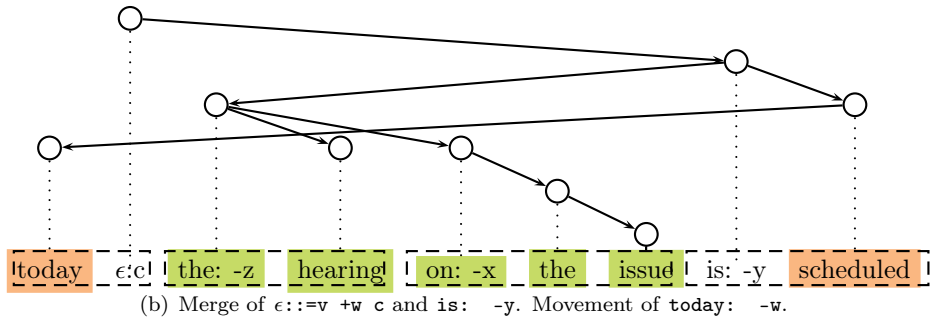 today ϵ:c the: -z hearing on: -x the issue is: -y scheduled
(b) Merge of ϵ::=v +w c and is: -y. Movement of today: -w.